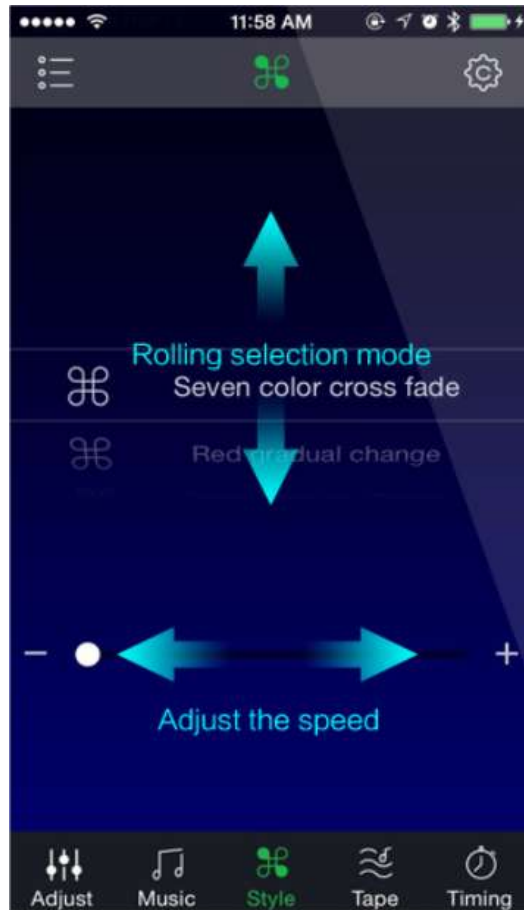 11:58 AM
Rolling selection mode
Seven color cross fade
Red gradual change
Adjust the speed
Adjust
Music
Style
Tape
Timing